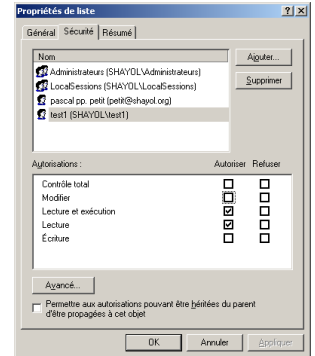 Propriétés de liste
Général Sécurité Résumé
Nom
Administrateurs (SHAYOL\Administrateurs)
LocalSessions (SHAYOL\LocalSessions)
pascal pp. petit (petit@shayol.org)
test1 (SHAYOL\test1)
Ajouter...
Supprimer
Autorisations : Autoriser Refuser
Contrôle total
Modifier
Lecture et exécution
Lecture
Écriture
Avancé...
Permettre aux autorisations pouvant être héritées du parent
d'être propagées à cet objet
OK Annuler Appliquer